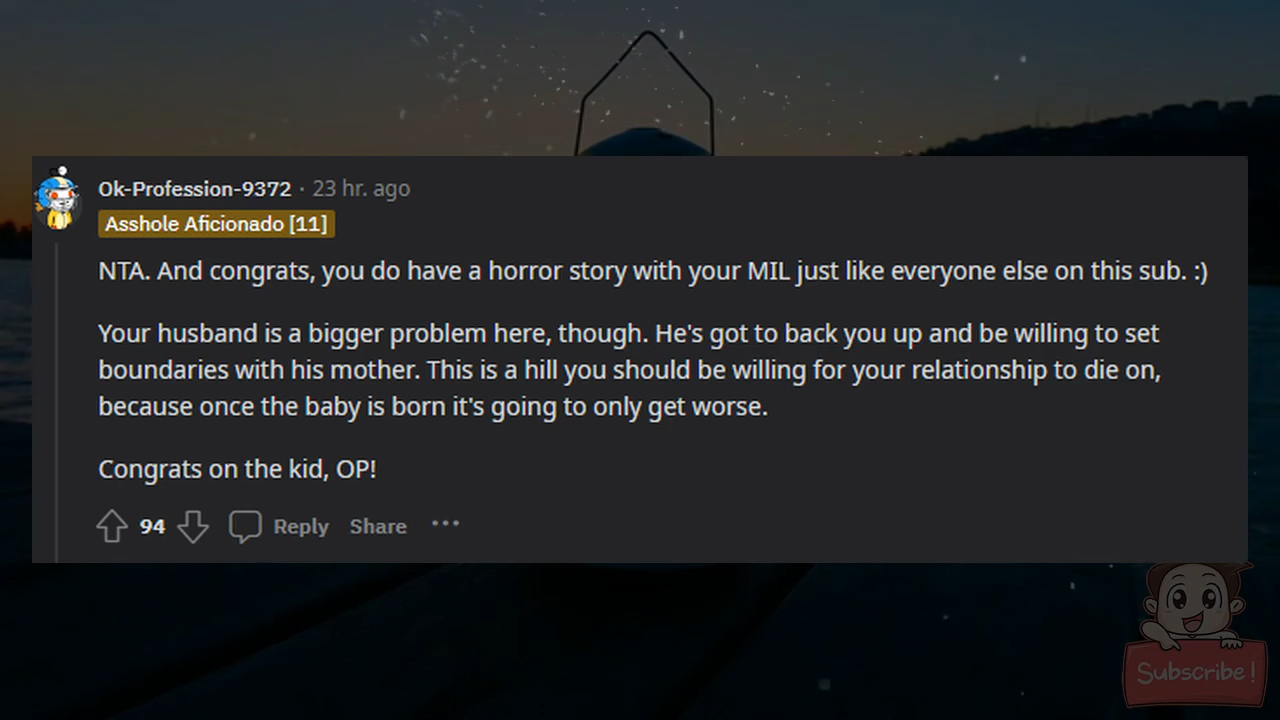 Ok-Profession-9372 · 23 hr. ago
Asshole Aficionado [11]
NTA. And congrats, you do have a horror story with your MIL just like everyone else on this sub. :)
Your husband is a bigger problem here, though. He's got to back you up and be willing to set
boundaries with his mother. This is a hill you should be willing for your relationship to die on,
because once the baby is born it's going to only get worse.
Congrats on the kid, OP!
94 Reply Share ···
Subscribe!